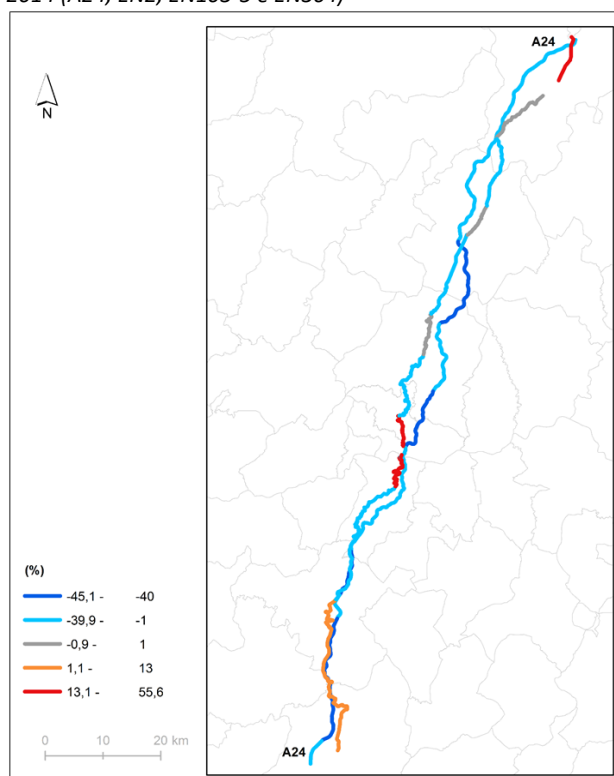 2014 (A24, EN2, EN103-5 e EN304)
A24
N
(%)
-45,1 - -40
-39,9 - -1
-0,9 - 1
1,1 - 13
13,1 - 55,6
0 10 20 km
A24